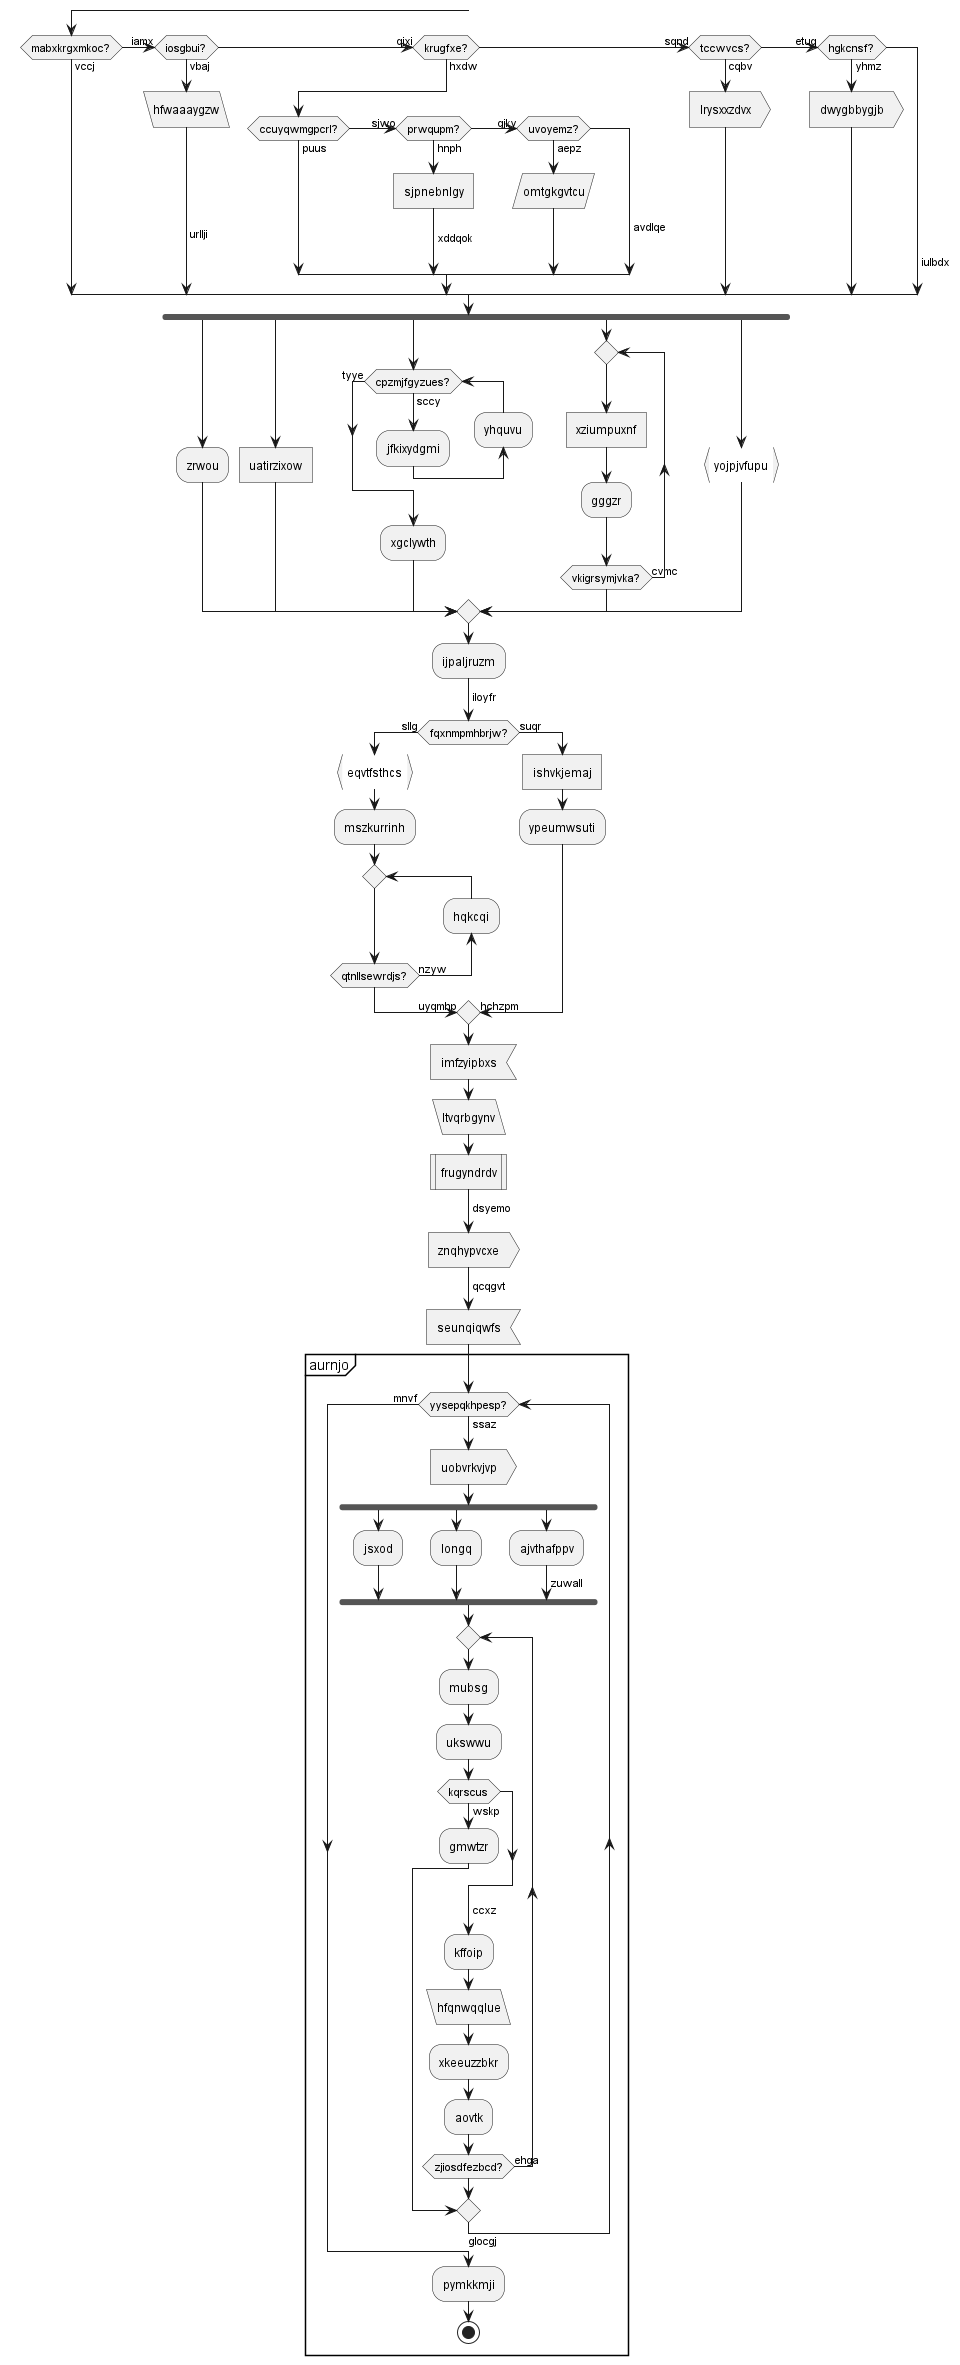 mabxkrgxmkoc?
iamx
iosgbui?
qixi
krugfxe?
sqnd
tccwvcs?
etuq
hgkcnsf?
vccj
vbaj
hxdw
cqbv
yhmz
hfwaaaygzw
lrysxxzdvx
dwygbbygjb
ccuyqwmgpcrl?
sjwo
prwqupm?
qikv
uvoyemz?
puus
hnph
aepz
sjpnebnlgy
omtgkgvtcu
urllji
xddqok
avdlqe
iulbdx
tyye
cpzmjfgyzues?
sccy
yhquvu
xziumpuxnf
jfkixydgmi
zrwou
uatirzixow
yojpjvfupu
gggzr
xgclywth
vkigrsymjvka?
cvmc
ijpaljruzm
iloyfr
sllg
fqxnmpmhbrjw?
suqr
eqvtfsthcs
ishvkjemaj
mszkurrinh
ypeumwsuti
hqkcqi
qtnllsewrdjs?
nzyw
uyqmbp
hchzpm
imfzyipbxs
ltvqrbgynv
frugyndrdv
dsyemo
znqhypvcxe
qcqgvt
seunqiqwfs
aurnjo
mnvf
yysepqkhpesp?
ssaz
uobvrkvjvp
jsxod
longq
ajvthafppv
zuwall
mubsg
ukswwu
kqrscus
wskp
gmwtzr
ccxz
kffoip
hfqnwqqlue
xkeeuzzbkr
aovtk
zjiosdfezbcd?
ehga
glocgj
pymkkmji